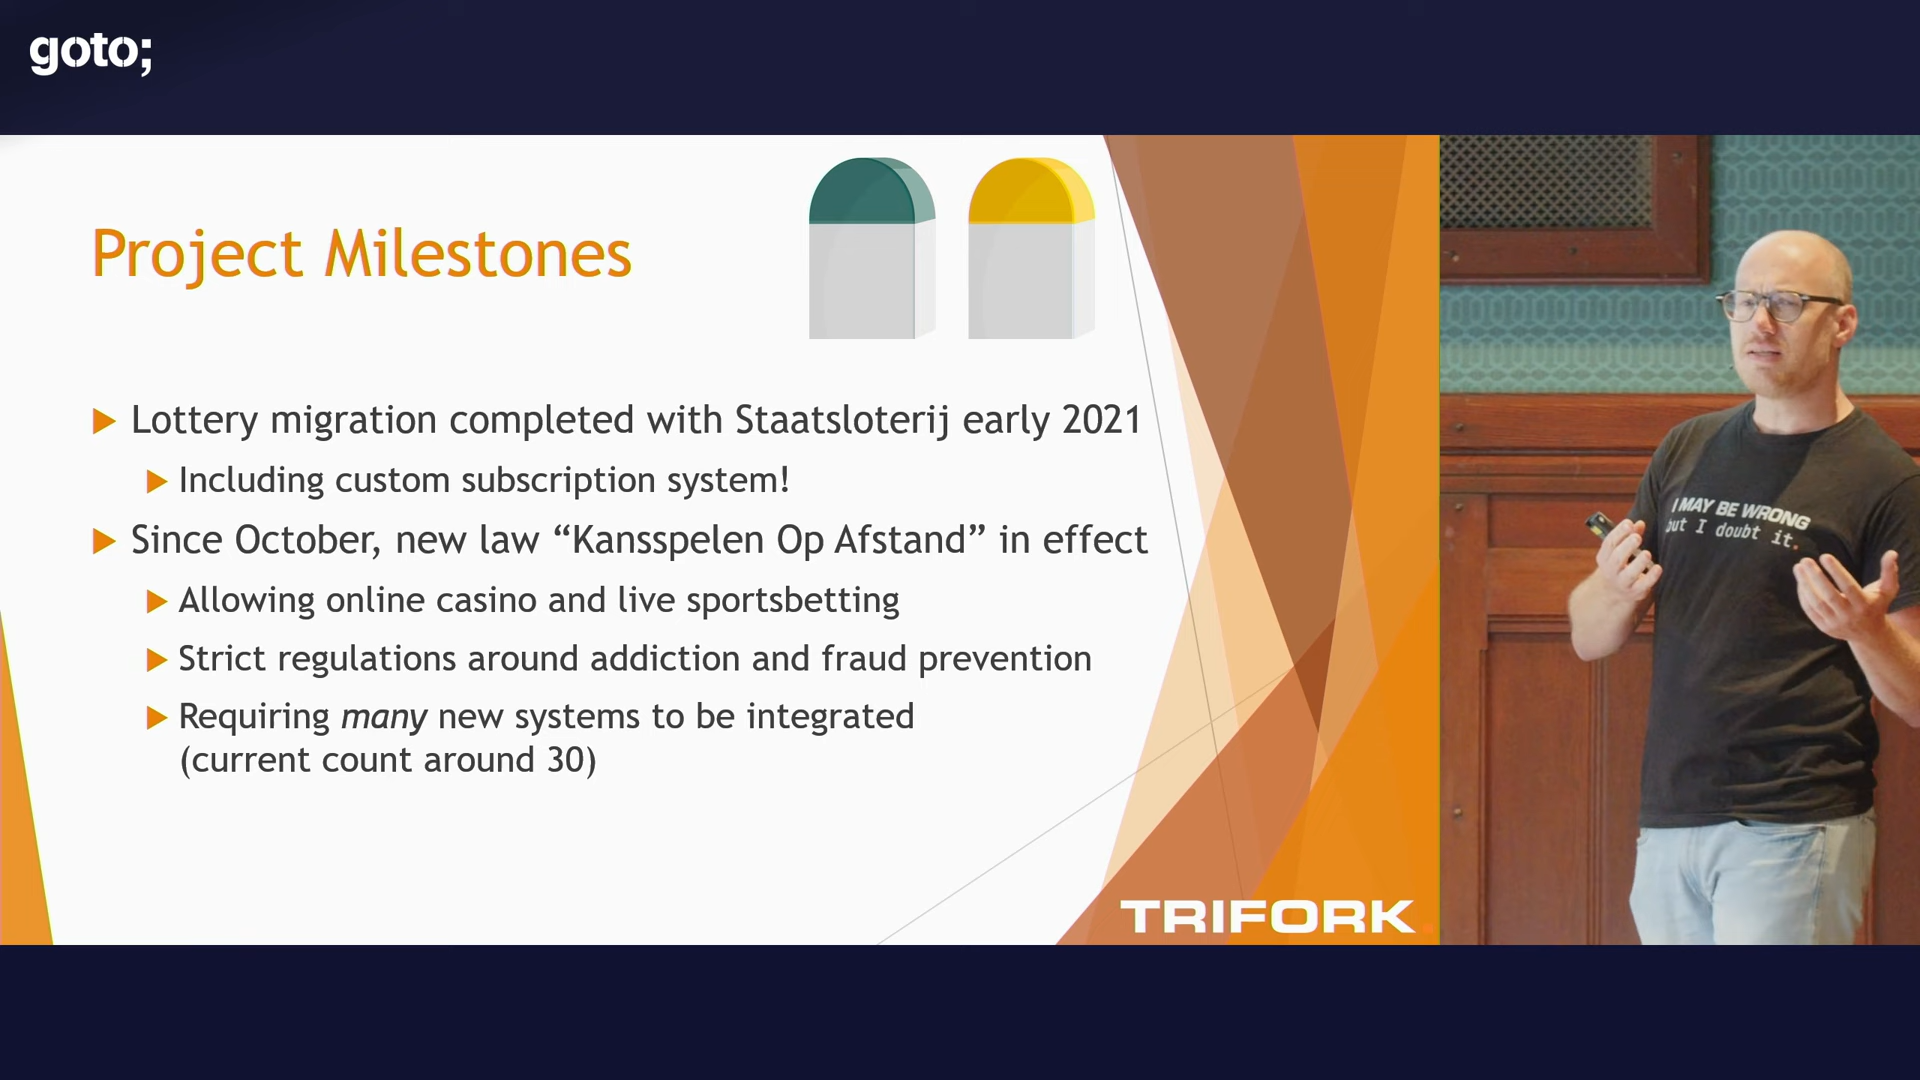 goto;
Project Milestones
Lottery migration completed with Staatsloterij early 2021
Including custom subscription system!
Since October, new law “Kansspelen Op Afstand” in effect
Allowing online casino and live sportsbetting
Strict regulations around addiction and fraud prevention
Requiring many new systems to be integrated
(current count around 30)
TRIFORK.
I MAY BE WRONG
but I doubt it.